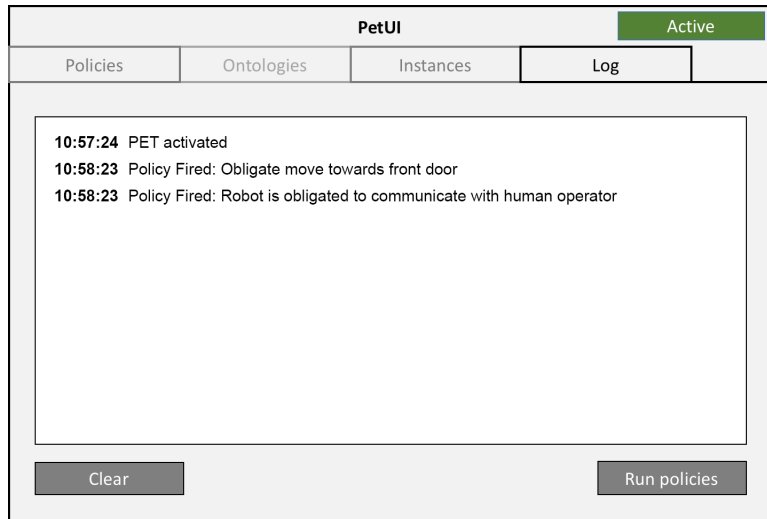 PetUI
Active
Policies
Ontologies
Instances
Log
10:57:24 PET activated
10:58:23 Policy Fired: Obligate move towards front door
10:58:23 Policy Fired: Robot is obligated to communicate with human operator
Clear
Run policies